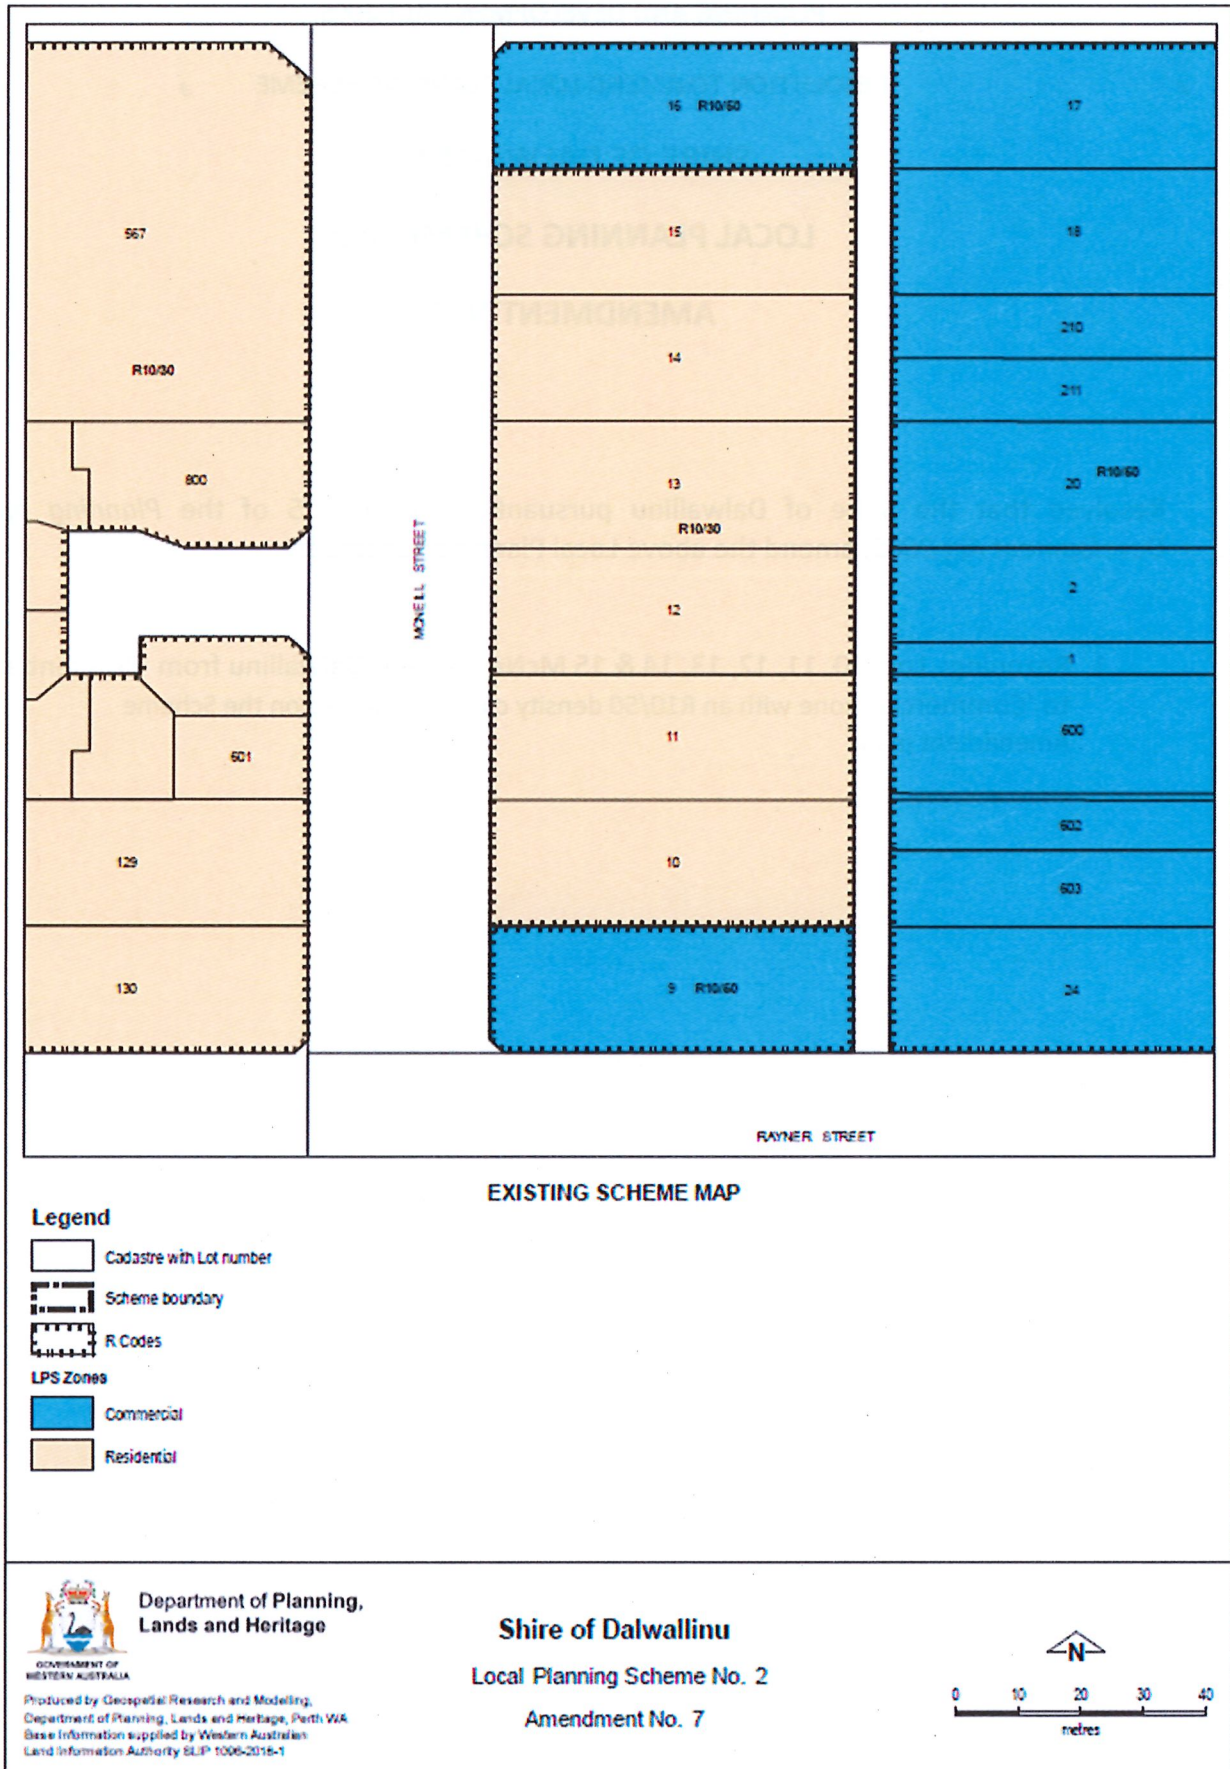 16 R10/60
17
567
15
18
210
14
211
R10/30
800
13
20 R10/60
R10/30
MCNEILL STREET
12
2
1
11
600
601
602
129
10
603
130
9 R10/60
24
RAYNER STREET
EXISTING SCHEME MAP
Legend
Cadastre with Lot number
Scheme boundary
R Codes
LPS Zones
Commercial
Residential
GOVERNMENT OF
WESTERN AUSTRALIA
Department of Planning,
Lands and Heritage
Produced by Geospatial Research and Modelling,
Department of Planning, Lands and Heritage, Perth WA
Base Information supplied by Western Australian
Land Information Authority SLIP 1096-2018-1
Shire of Dalwallinu
Local Planning Scheme No. 2
Amendment No. 7
N
0 10 20 30 40
metres